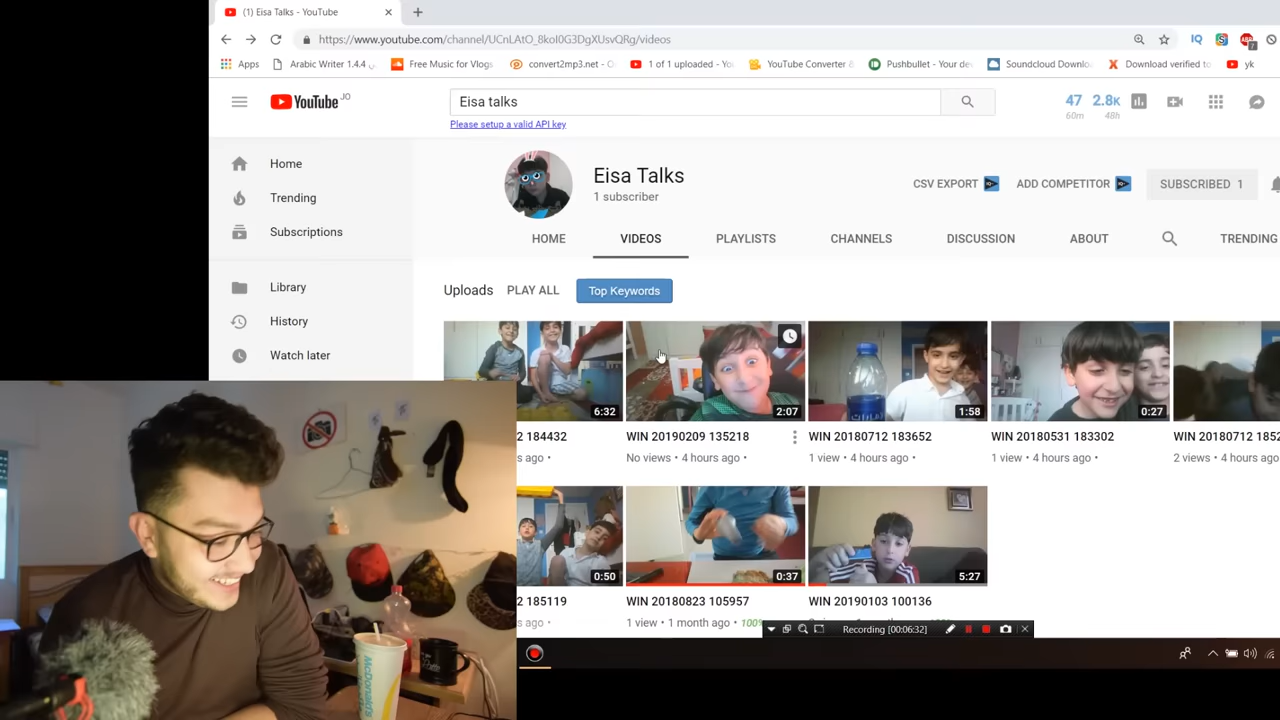 (1) Eisa Talks - YouTube
https://www.youtube.com/channel/UCnLAtO_8koI0G3DgXUsvQRg/videos
Apps Arabic Writer 1.4.4 Free Music for Vlogs convert2mp3.net - 1 of 1 uploaded - Yo YouTube Converter & Pushbullet - Your de Soundcloud Downlo Download verified to yk
YouTube JO
Eisa talks
47 2.8K
60m 48h
Please setup a valid API key
Home
Eisa Talks
1 subscriber
CSV EXPORT ADD COMPETITOR SUBSCRIBED 1
Trending
Subscriptions
HOME VIDEOS PLAYLISTS CHANNELS DISCUSSION ABOUT TRENDING
Library
Uploads PLAY ALL Top Keywords
History
Watch later
6:32 2:07 1:58 0:27
2 184432 WIN 20190209 135218 WIN 20180712 183652 WIN 20180531 183302 WIN 20180712 1852
s ago • No views • 4 hours ago • 1 view • 4 hours ago • 1 view • 4 hours ago • 2 views • 4 hours ago
0:50 0:37 5:27
2 185119 WIN 20180823 105957 WIN 20190103 100136
s ago • 1 view • 1 month ago • 100%
Recording [00:06:32]
McDonald's